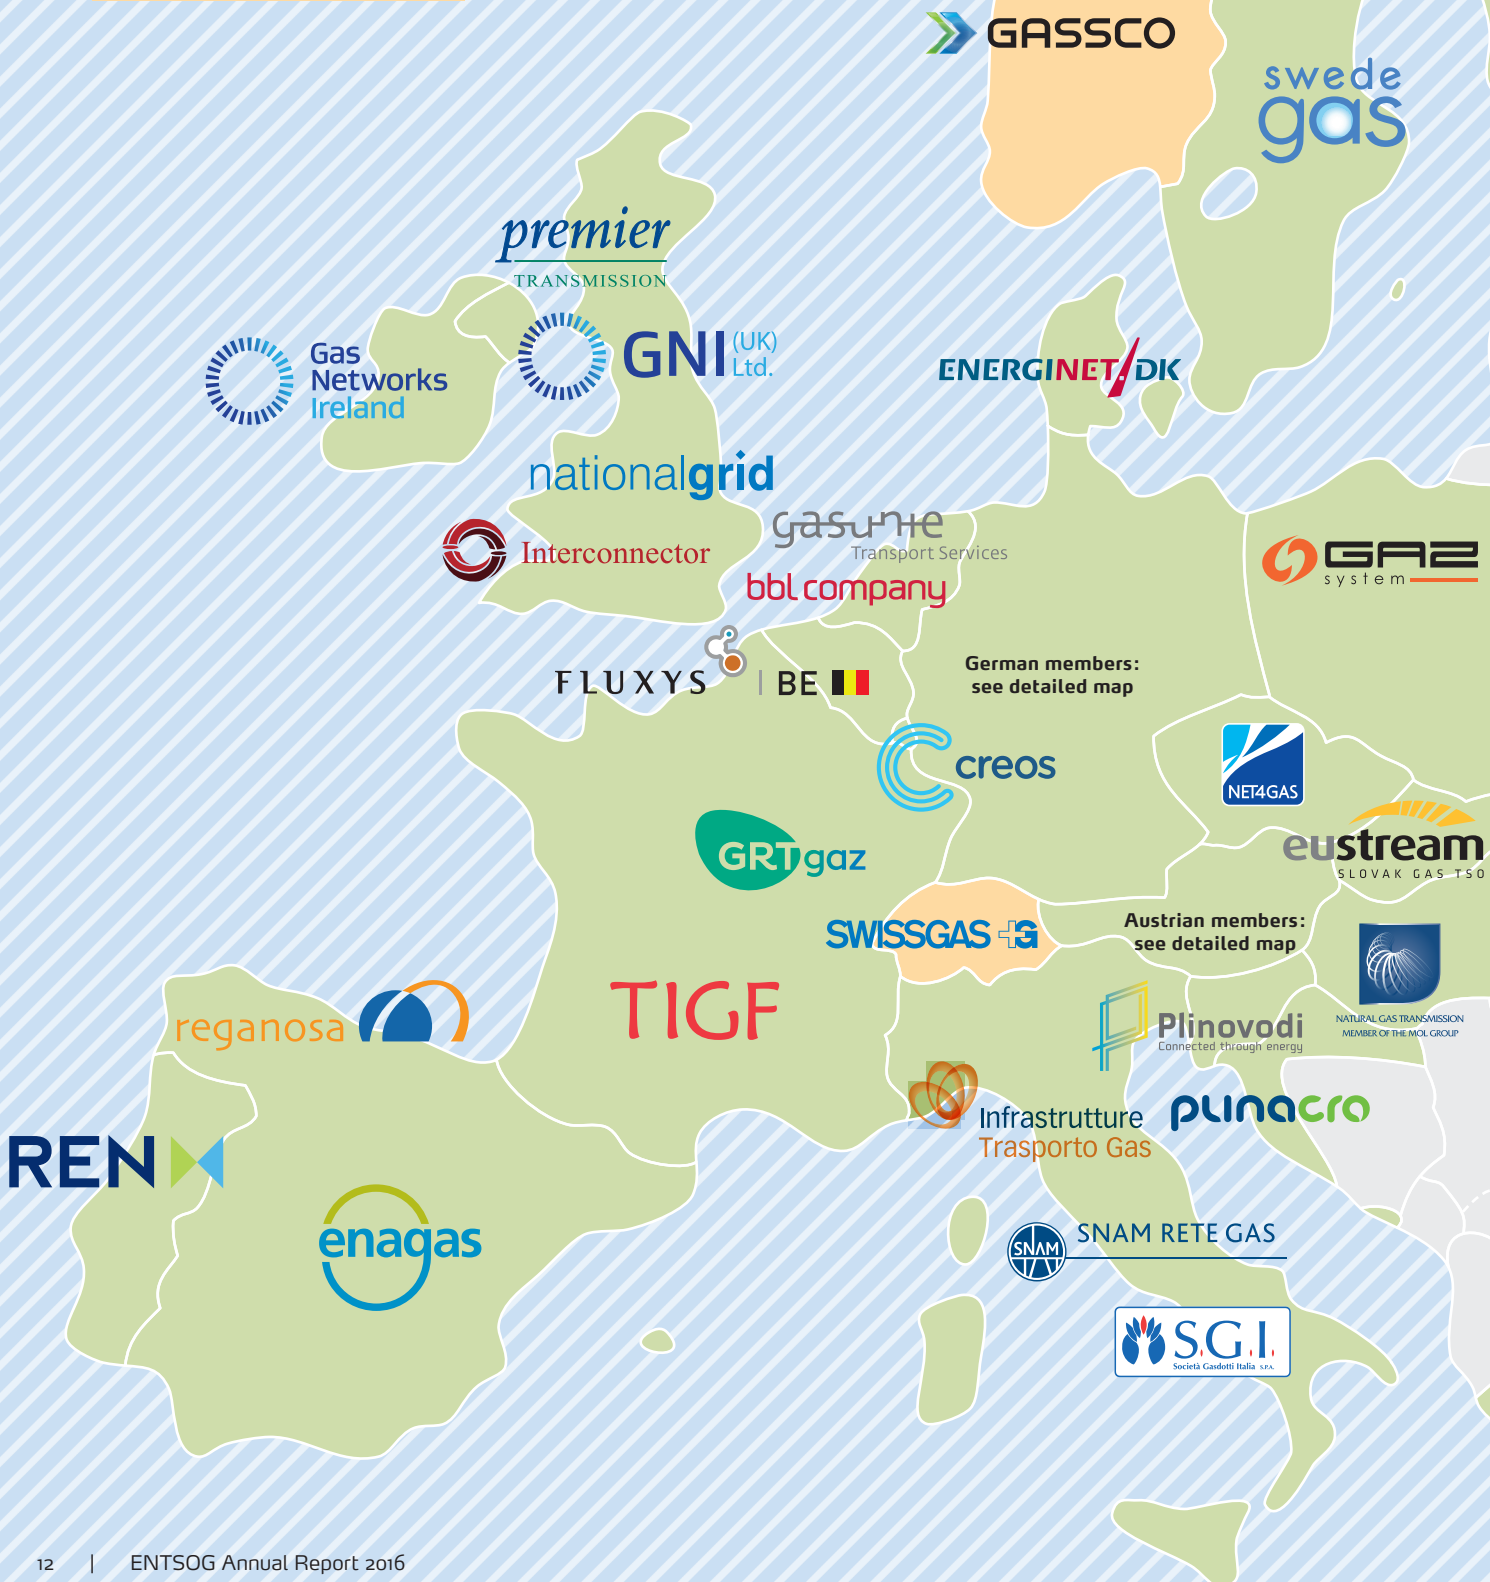 GASSCO
swede
gas
premier
TRANSMISSION
Gas
Networks
Ireland
GNI (UK)
Ltd.
ENERGINET.DK
nationalgrid
gasunie
Transport Services
Interconnector
bbl company
GAZ
system
FLUXYS | BE
German members:
see detailed map
creos
NET4GAS
eustream
SLOVAK GAS TSO
GRTgaz
SWISSGAS +G
Austrian members:
see detailed map
NATURAL GAS TRANSMISSION
MEMBER OF THE MOL GROUP
TIGF
reganosa
Plinovodi
Connected through energy
plinacro
Infrastrutture
Trasporto Gas
REN
enagas
SNAM
SNAM RETE GAS
S.G.I.
Società Gasdotti Italia S.P.A.
12 | ENTSOG Annual Report 2016